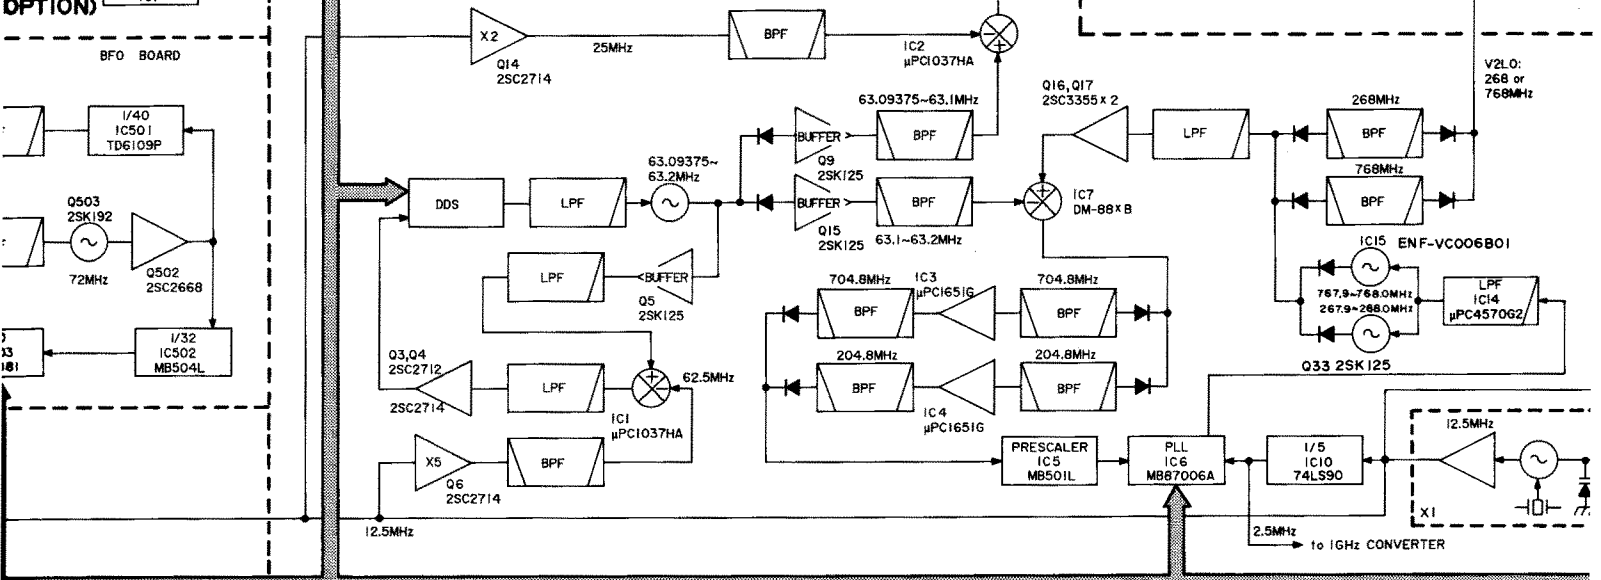 OPTION)
BFO BOARD
1/40
IC501
TD6109P
Q503
2SK192
72MHz
Q502
2SC2668
1/32
IC502
MB504L
X2
Q14
2SC2714
25MHz
BPF
IC2
μPC1037HA
63.09375~63.1MHz
BUFFER
BPF
Q9
2SK125
63.09375~
63.2MHz
DDS
LPF
BUFFER
BPF
Q15
2SK125
63.1~63.2MHz
IC7
DM-88×B
Q16,Q17
2SC3355×2
LPF
268MHz
BPF
768MHz
BPF
V2LO:
268 or
768MHz
LPF
BUFFER
Q5
2SK125
IC15 ENF-VC006B01
767.9~768.0MHz
267.9~268.0MHz
Q33 2SK125
LPF
IC14
μPC4570G2
704.8MHz
BPF
IC3
μPC1651G
704.8MHz
BPF
204.8MHz
BPF
IC4
μPC1651G
204.8MHz
BPF
Q3,Q4
2SC2712
2SC2714
LPF
62.5MHz
IC1
μPC1037HA
X5
Q6
2SC2714
BPF
PRESCALER
IC5
MB501L
PLL
IC6
MB87006A
1/5
IC10
74LS90
12.5MHz
X1
12.5MHz
2.5MHz
to 1GHz CONVERTER